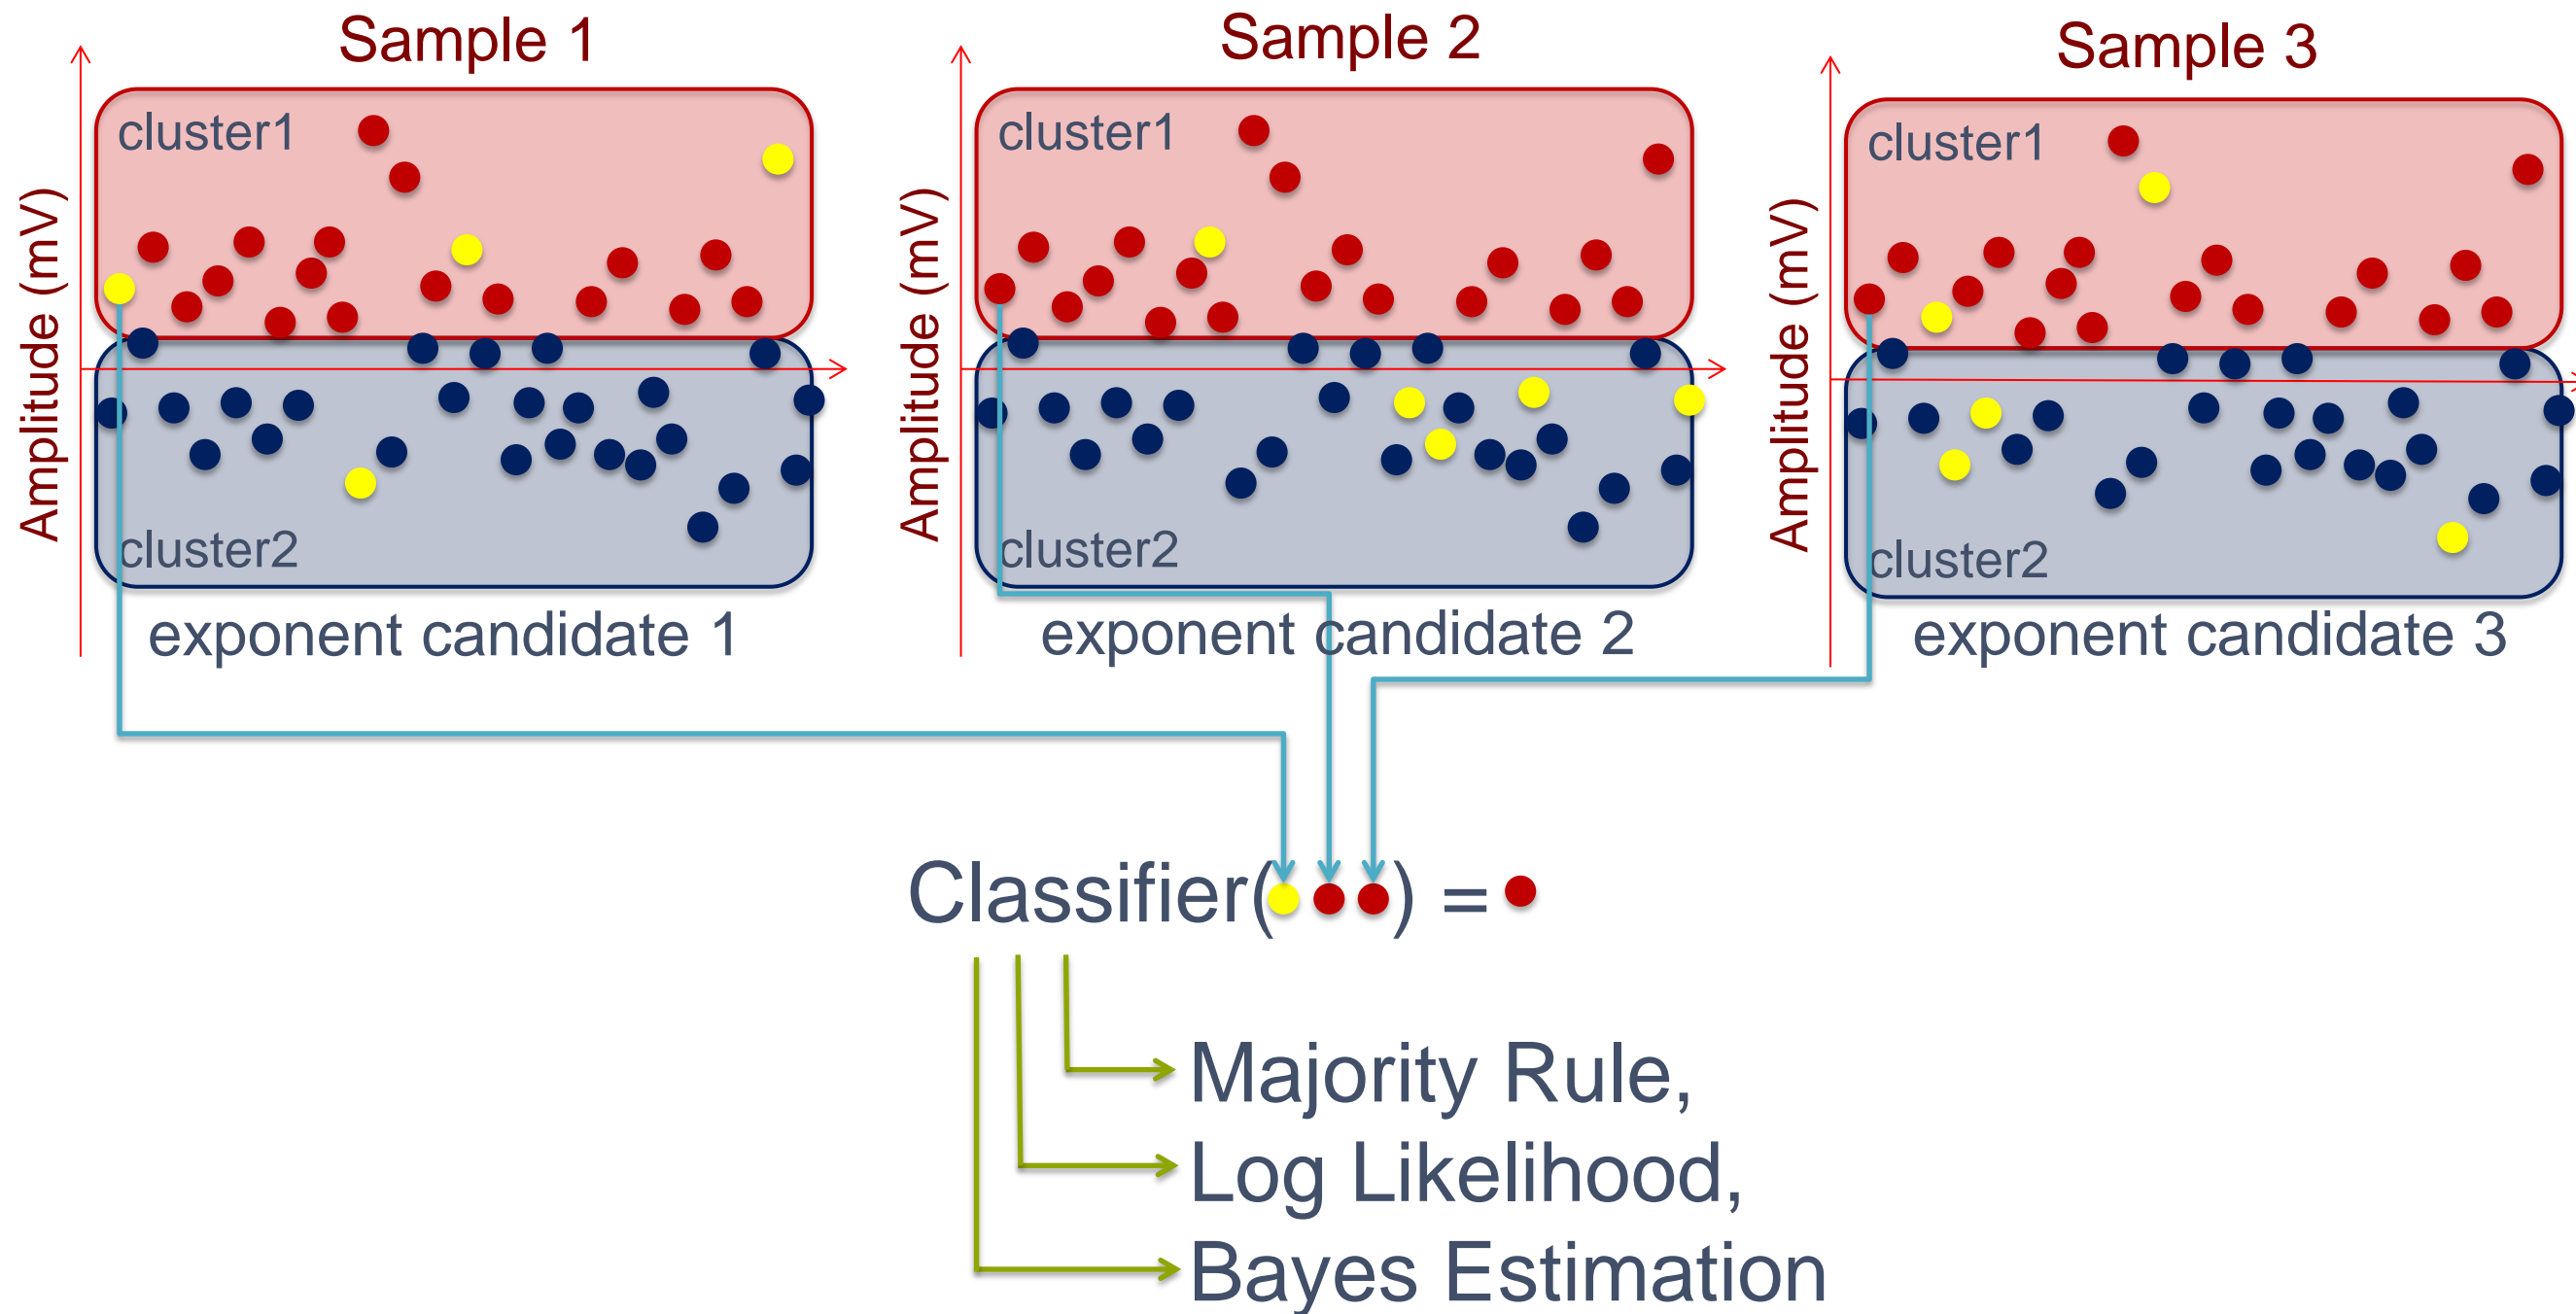 Sample 1
Sample 2
Sample 3
Amplitude (mV)
cluster1
cluster2
exponent candidate 1
Amplitude (mV)
cluster1
cluster2
exponent candidate 2
Amplitude (mV)
cluster1
cluster2
exponent candidate 3
Classifier( ) =
Majority Rule,
Log Likelihood,
Bayes Estimation